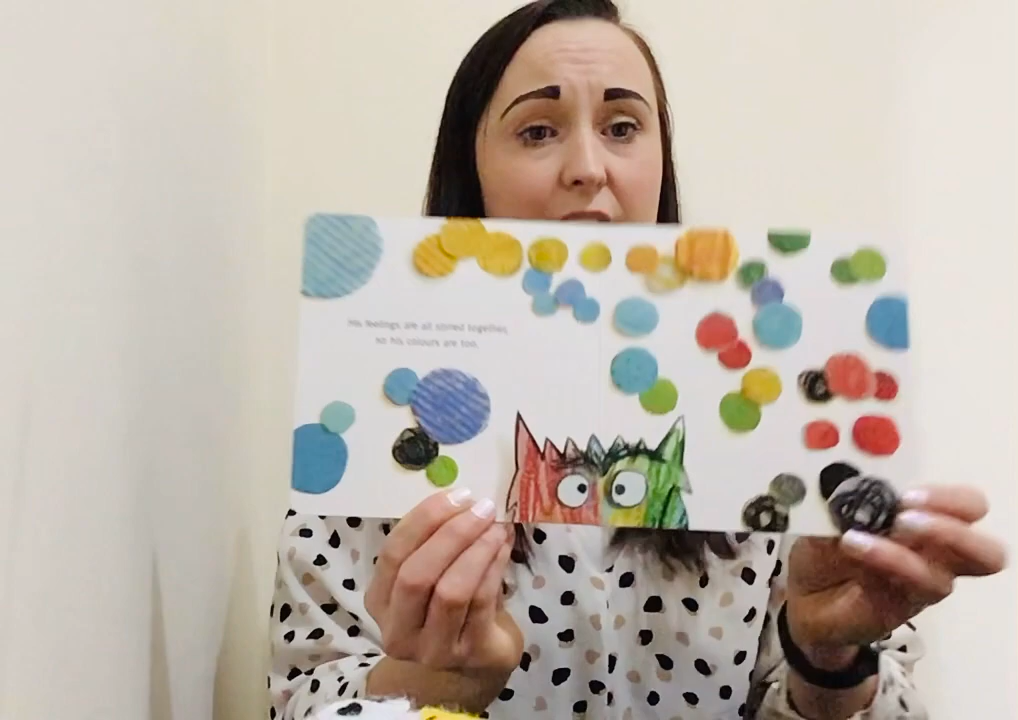 His feelings are all stirred together,
so his colours are too.